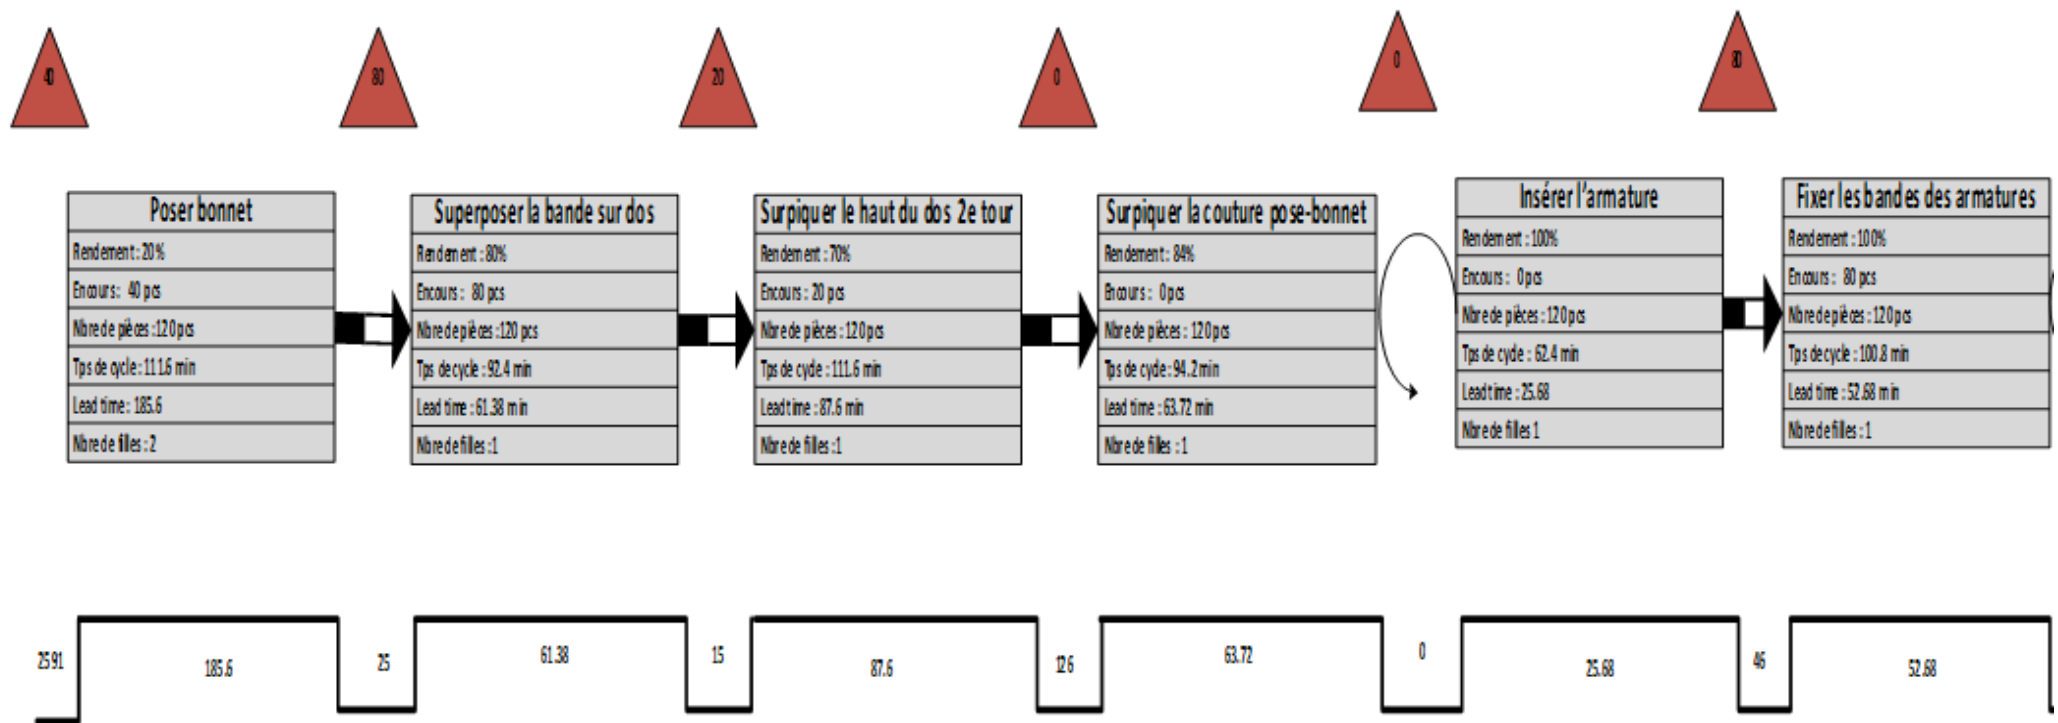 40
80
20
0
0
80
Poser bonnet
Rendement : 20%
Encours : 40 pcs
Nbre de pièces :120 pcs
Tps de cycle : 111.6 min
Lead time : 185.6
Nbre de filles : 2
Superposer la bande sur dos
Rendement : 80%
Encours : 80 pcs
Nbre de pièces :120 pcs
Tps de cycle : 92.4 min
Lead time : 61.38 min
Nbre de filles :1
Surpiquer le haut du dos 2e tour
Rendement : 70%
Encours : 20 pcs
Nbre de pièces : 120 pcs
Tps de cycle : 111.6 min
Lead time : 87.6 min
Nbre de filles :1
Surpiquer la couture pose-bonnet
Rendement : 84%
Encours : 0 pcs
Nbre de pièces : 120 pcs
Tps de cycle : 94.2 min
Lead time : 63.72 min
Nbre de filles : 1
Insérer l'armature
Rendement : 100%
Encours : 0 pcs
Nbre de pièces : 120 pcs
Tps de cycle : 62.4 min
Lead time : 25.68
Nbre de filles 1
Fixer les bandes des armatures
Rendement : 100%
Encours : 80 pcs
Nbre de pièces : 120 pcs
Tps de cycle : 100.8 min
Lead time : 52.68 min
Nbre de filles : 1
2591
185.6
25
61.38
15
87.6
126
63.72
0
25.68
46
52.68